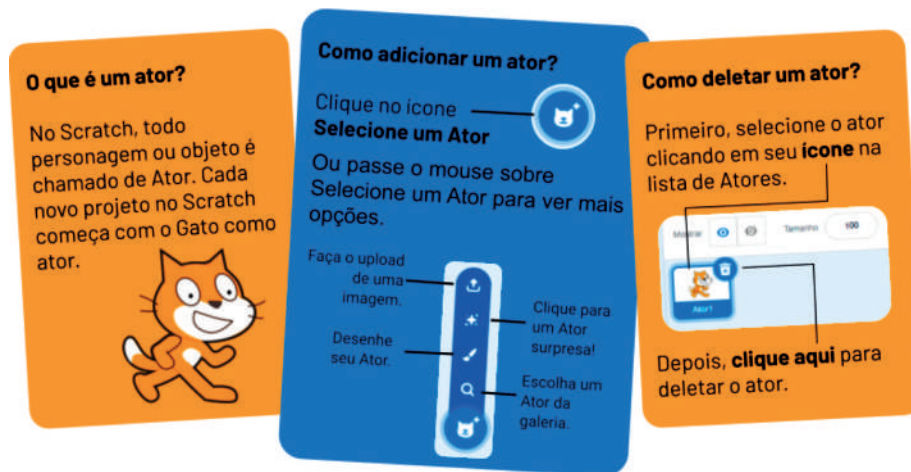 O que é um ator?
No Scratch, todo
personagem ou objeto é
chamado de Ator. Cada
novo projeto no Scratch
começa com o Gato como
ator.
Como adicionar um ator?
Clique no ícone
Selecione um Ator
Ou passe o mouse sobre
Selecione um Ator para ver mais
opções.
Faça o upload
de uma
imagem.
Clique para
um Ator
surpresa!
Desenhe
seu Ator.
Escolha um
Ator da
galeria.
Como deletar um ator?
Primeiro, selecione o ator
clicando em seu ícone na
lista de Atores.
Mostrar
Tamanho 100
Ator1
Depois, clique aqui para
deletar o ator.